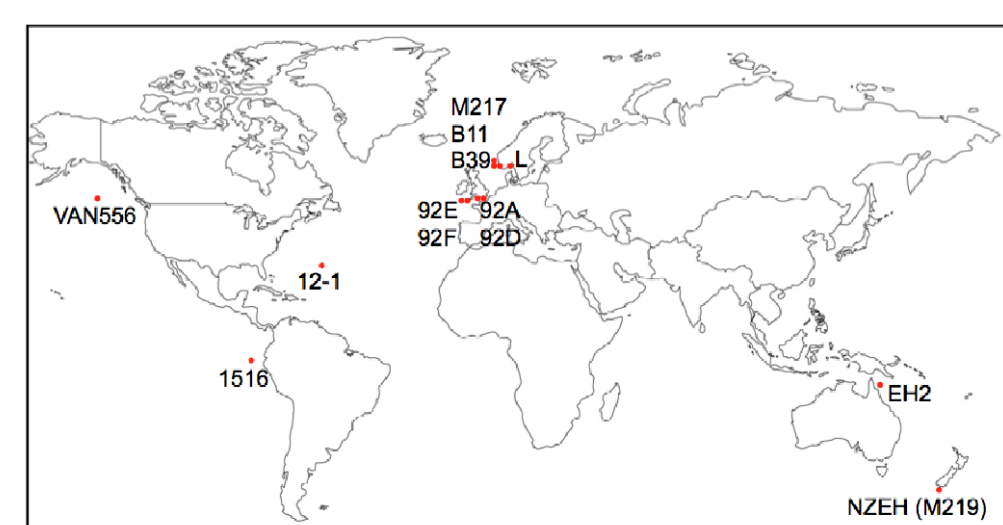 M217
B11
B39 L
VAN556
92E 92A
92F 92D
12-1
1516
EH2
NZEH (M219)